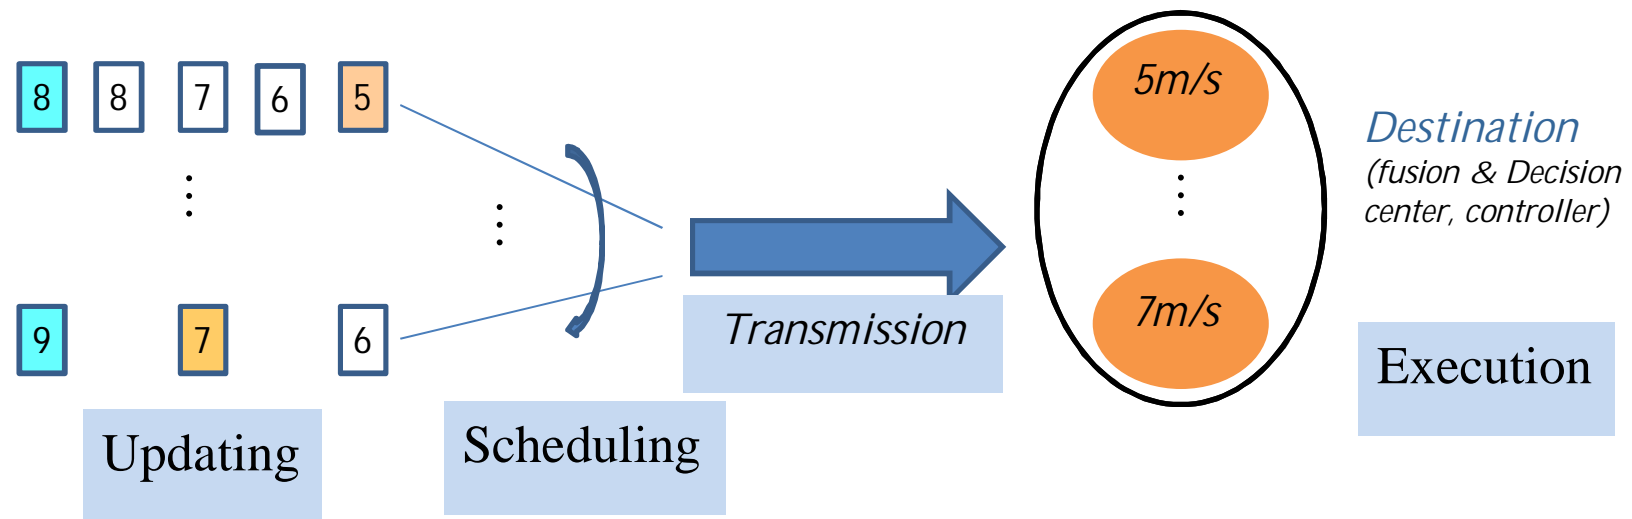 8 8 7 6 5
9 7 6
Updating
Scheduling
Transmission
5m/s
7m/s
Destination
(fusion & Decision
center, controller)
Execution